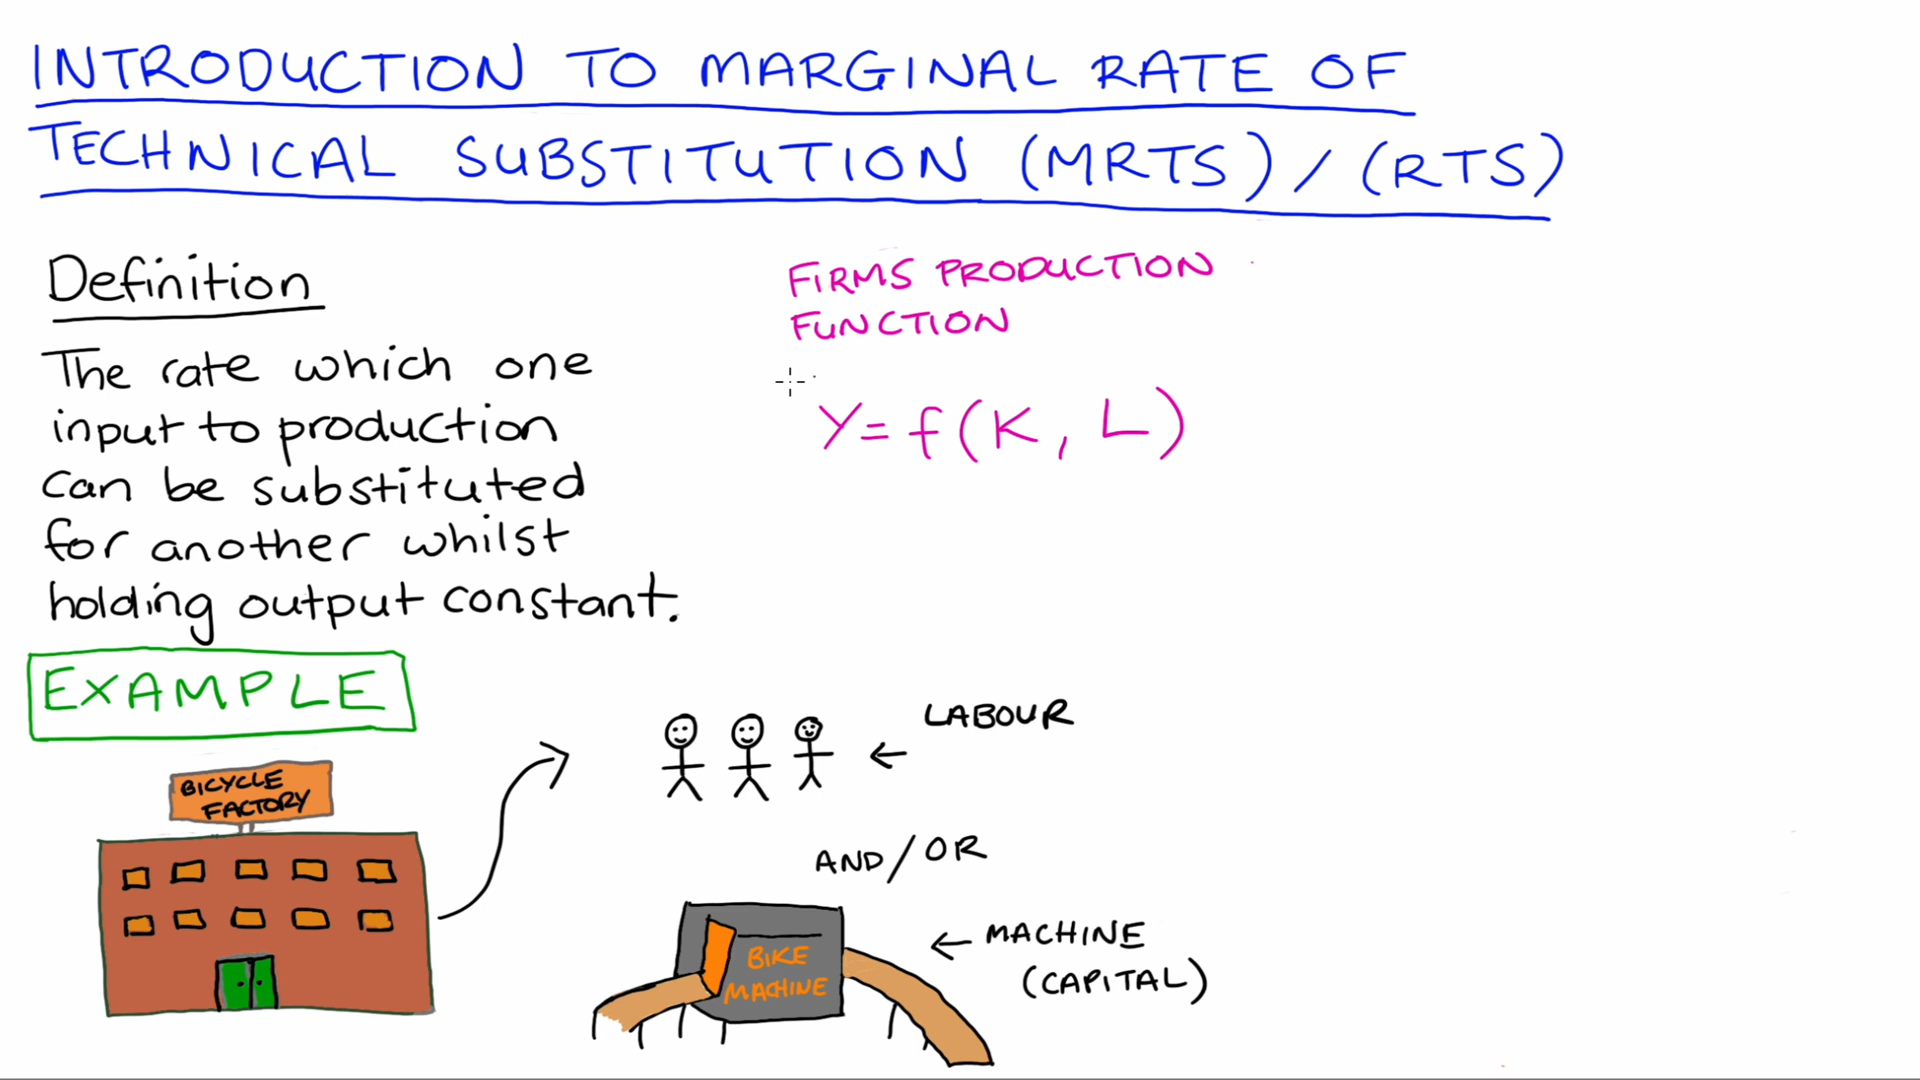 INTRODUCTION TO MARGINAL RATE OF
TECHNICAL SUBSTITUTION (MRTS) / (RTS)
Definition
The rate which one
input to production
can be substituted
for another whilst
holding output constant.
FIRMS PRODUCTION
FUNCTION
Y = f(K, L)
EXAMPLE
BICYCLE
FACTORY
LABOUR
AND/OR
BIKE
MACHINE
MACHINE
(CAPITAL)